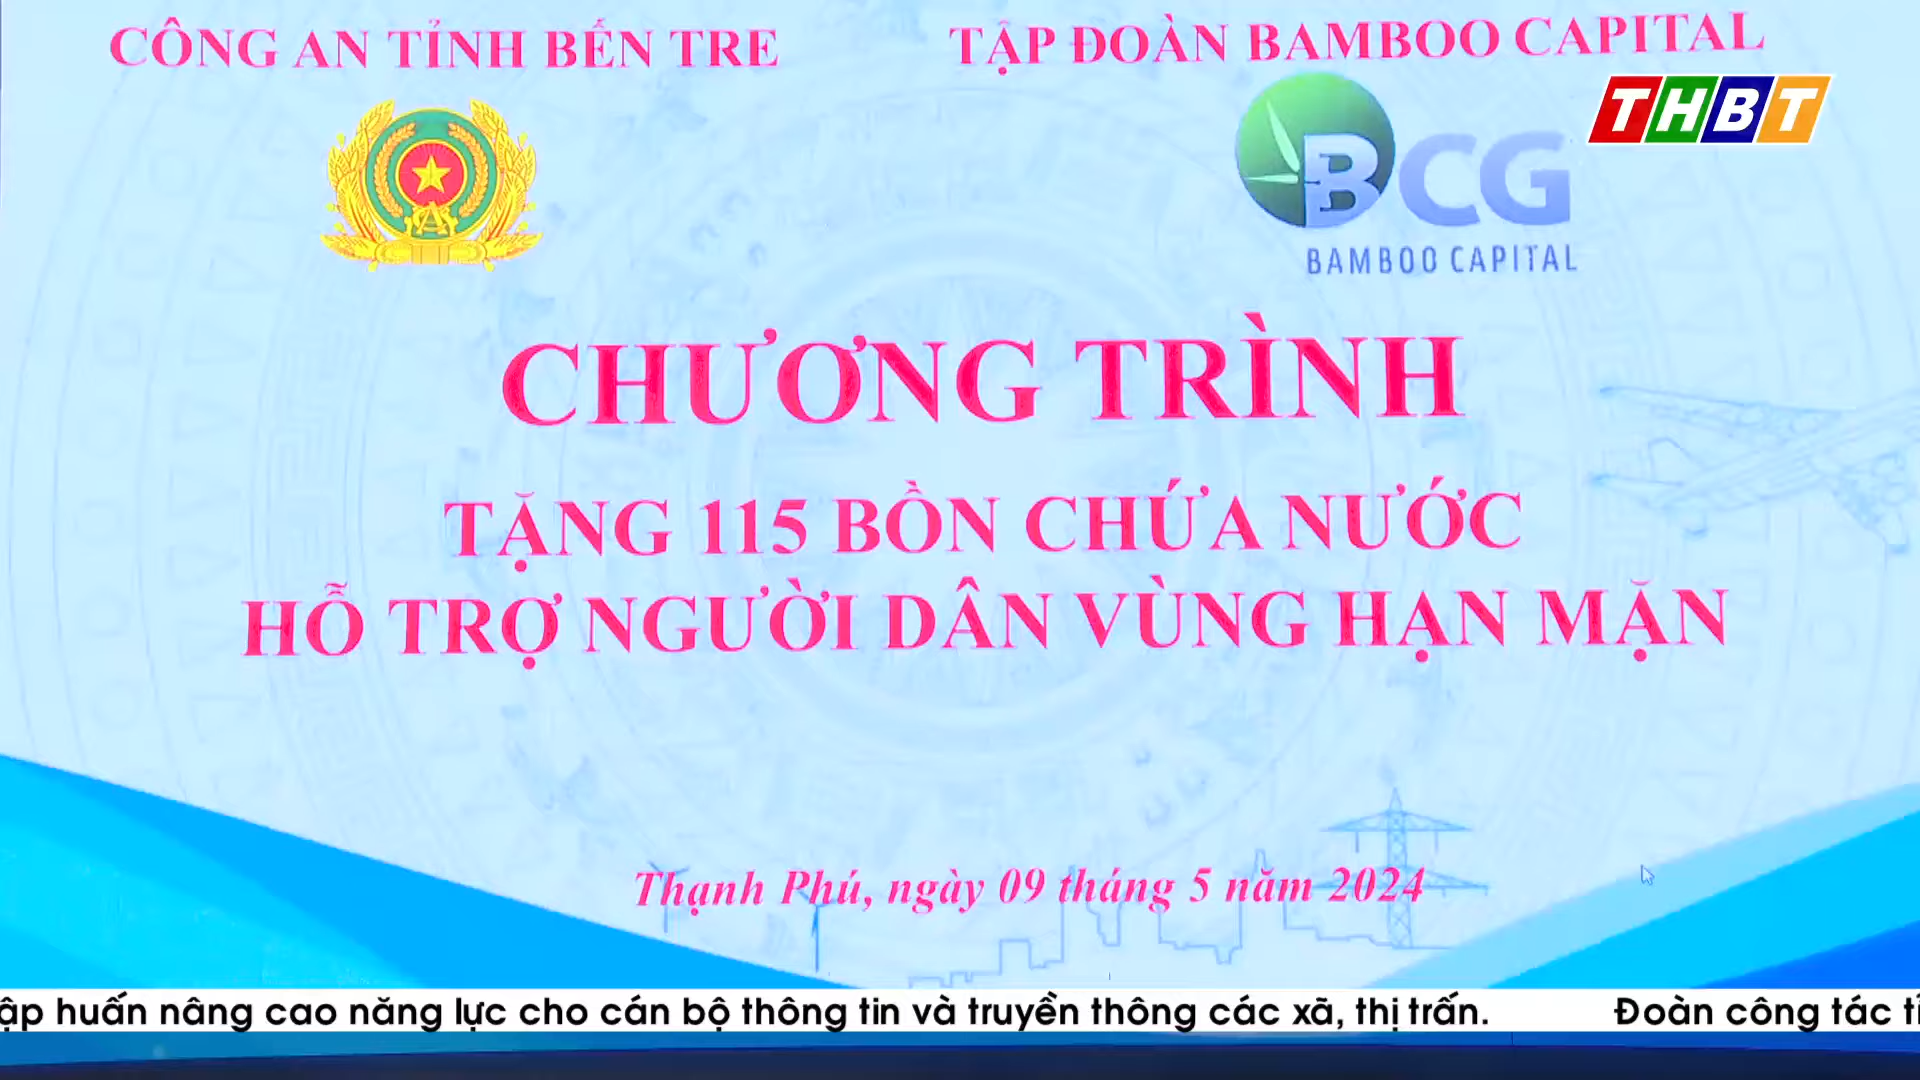 CÔNG AN TỈNH BẾN TRE
TẬP ĐOÀN BAMBOO CAPITAL
THBT
BCG
BAMBOO CAPITAL
CHƯƠNG TRÌNH
TẶNG 115 BỒN CHỨA NƯỚC
HỖ TRỢ NGƯỜI DÂN VÙNG HẠN MẶN
Thạnh Phú, ngày 09 tháng 5 năm 2024
ập huấn nâng cao năng lực cho cán bộ thông tin và truyền thông các xã, thị trấn. Đoàn công tác tỉ